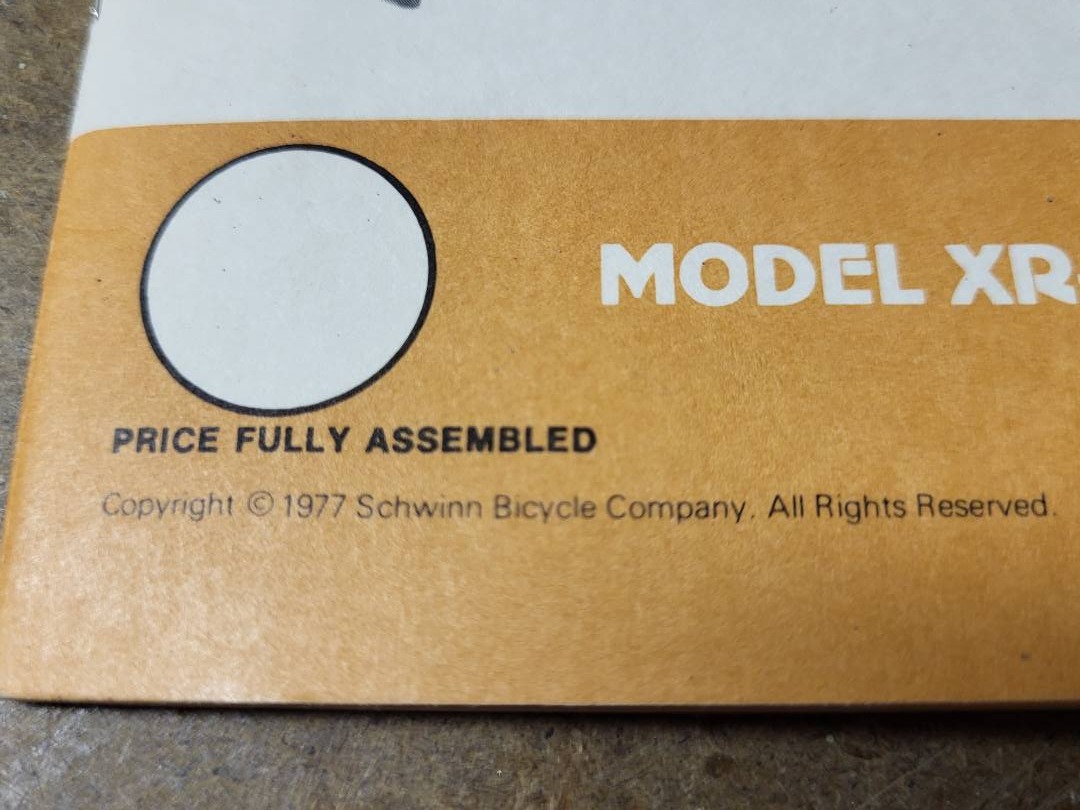 MODEL XR
PRICE FULLY ASSEMBLED
Copyright © 1977 Schwinn Bicycle Company. All Rights Reserved.